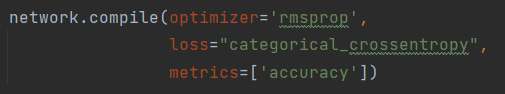 network.compile(optimizer='rmsprop',
loss="categorical_crossentropy",
metrics=['accuracy'])